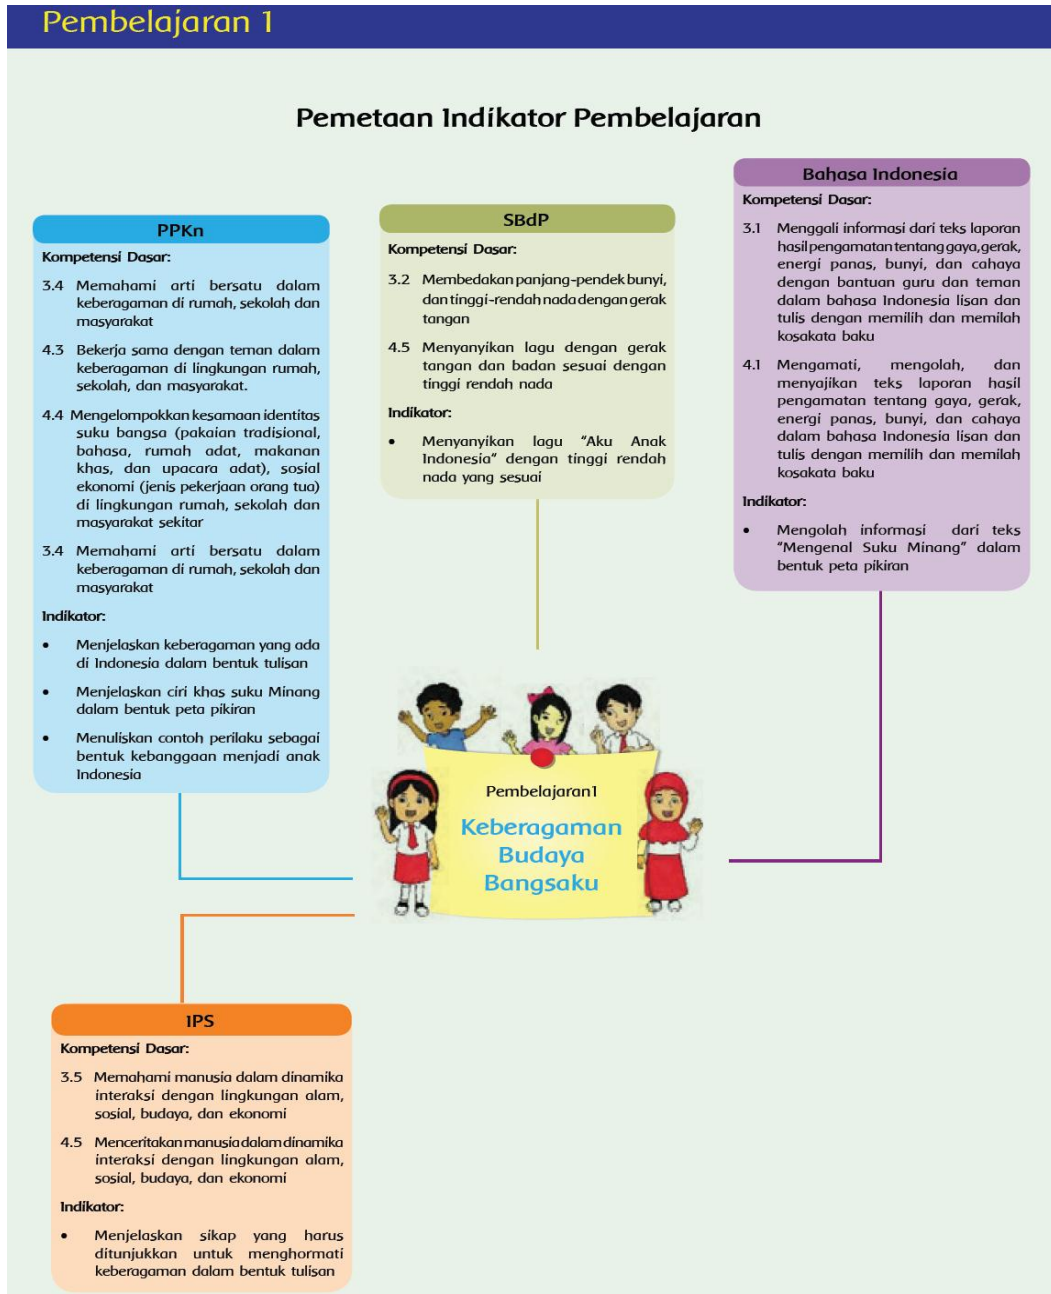 Pembelajaran 1
Pemetaan Indikator Pembelajaran
PPKn
Kompetensi Dasar:
3.4 Memahami arti bersatu dalam
keberagaman di rumah, sekolah dan
masyarakat
4.3 Bekerja sama dengan teman dalam
keberagaman di lingkungan rumah,
sekolah, dan masyarakat.
4.4 Mengelompokkan kesamaan identitas
suku bangsa (pakaian tradisional,
bahasa, rumah adat, makanan
khas, dan upacara adat), sosial
ekonomi (jenis pekerjaan orang tua)
di lingkungan rumah, sekolah dan
masyarakat sekitar
3.4 Memahami arti bersatu dalam
keberagaman di rumah, sekolah dan
masyarakat
Indikator:
• Menjelaskan keberagaman yang ada
di Indonesia dalam bentuk tulisan
• Menjelaskan ciri khas suku Minang
dalam bentuk peta pikiran
• Menuliskan contoh perilaku sebagai
bentuk kebanggaan menjadi anak
Indonesia
SBdP
Kompetensi Dasar:
3.2 Membedakan panjang-pendek bunyi,
dan tinggi-rendah nada dengan gerak
tangan
4.5 Menyanyikan lagu dengan gerak
tangan dan badan sesuai dengan
tinggi rendah nada
Indikator:
• Menyanyikan lagu "Aku Anak
Indonesia" dengan tinggi rendah
nada yang sesuai
Bahasa Indonesia
Kompetensi Dasar:
3.1 Menggali informasi dari teks laporan
hasil pengamatan tentang gaya, gerak,
energi panas, bunyi, dan cahaya
dengan bantuan guru dan teman
dalam bahasa Indonesia lisan dan
tulis dengan memilih dan memilah
kosakata baku
4.1 Mengamati, mengolah, dan
menyajikan teks laporan hasil
pengamatan tentang gaya, gerak,
energi panas, bunyi, dan cahaya
dalam bahasa Indonesia lisan dan
tulis dengan memilih dan memilah
kosakata baku
Indikator:
• Mengolah informasi dari teks
"Mengenal Suku Minang" dalam
bentuk peta pikiran
Pembelajaran1
Keberagaman
Budaya
Bangsaku
IPS
Kompetensi Dasar:
3.5 Memahami manusia dalam dinamika
interaksi dengan lingkungan alam,
sosial, budaya, dan ekonomi
4.5 Menceritakan manusia dalam dinamika
interaksi dengan lingkungan alam,
sosial, budaya, dan ekonomi
Indikator:
• Menjelaskan sikap yang harus
ditunjukkan untuk menghormati
keberagaman dalam bentuk tulisan